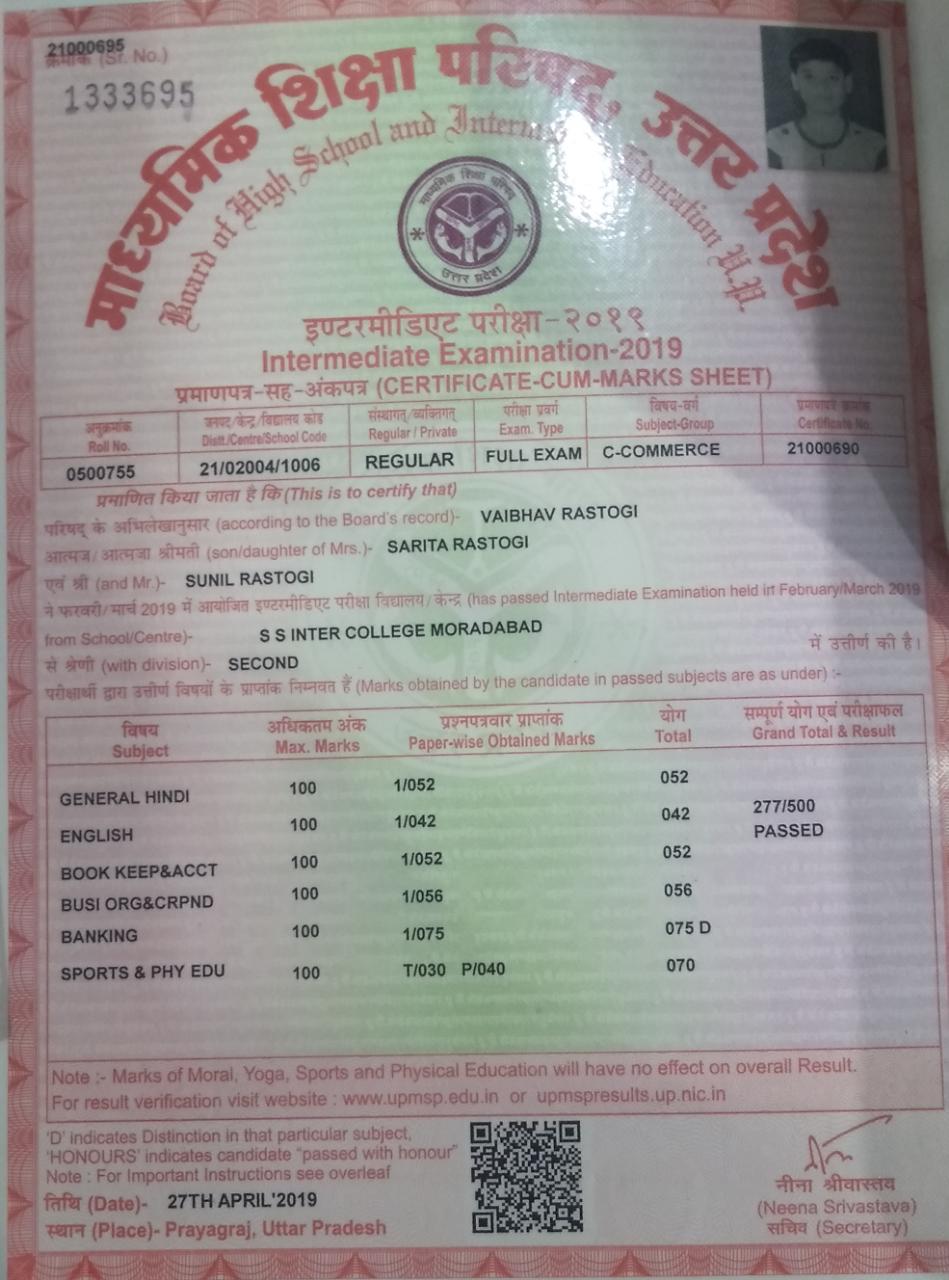 21000695
क्रमांक (Sr. No.)
1333695
माध्यमिक शिक्षा परिषद, उत्तर प्रदेश
Board of High School and Intermediate Education U.P.
माध्यमिक शिक्षा परिषद
उत्तर प्रदेश
इण्टरमीडिएट परीक्षा-२०१९
Intermediate Examination-2019
प्रमाणपत्र-सह-अंकपत्र (CERTIFICATE-CUM-MARKS SHEET)
अनुक्रमांक जनपद/केन्द्र/विद्यालय कोड संस्थागत/व्यक्तिगत परीक्षा प्रवर्ग विषय-वर्ग प्रमाणपत्र क्रमांक
Roll No. Distt./Centre/School Code Regular / Private Exam. Type Subject-Group Certificate No.
0500755 21/02004/1006 REGULAR FULL EXAM C-COMMERCE 21000690
प्रमाणित किया जाता है कि (This is to certify that)
परिषद् के अभिलेखानुसार (according to the Board's record)- VAIBHAV RASTOGI
आत्मज/आत्मजा श्रीमती (son/daughter of Mrs.)- SARITA RASTOGI
एवं श्री (and Mr.)- SUNIL RASTOGI
ने फरवरी/मार्च 2019 में आयोजित इण्टरमीडिएट परीक्षा विद्यालय/केन्द्र (has passed Intermediate Examination held in February/March 2019
from School/Centre)- S S INTER COLLEGE MORADABAD में उत्तीर्ण की है।
से श्रेणी (with division)- SECOND
परीक्षार्थी द्वारा उत्तीर्ण विषयों के प्राप्तांक निम्नवत हैं (Marks obtained by the candidate in passed subjects are as under) :-
विषय अधिकतम अंक प्रश्नपत्रवार प्राप्तांक योग सम्पूर्ण योग एवं परीक्षाफल
Subject Max. Marks Paper-wise Obtained Marks Total Grand Total & Result
GENERAL HINDI 100 1/052 052
277/500
ENGLISH 100 1/042 042
PASSED
BOOK KEEP&ACCT 100 1/052 052
BUSI ORG&CRPND 100 1/056 056
BANKING 100 1/075 075 D
SPORTS & PHY EDU 100 T/030 P/040 070
Note :- Marks of Moral, Yoga, Sports and Physical Education will have no effect on overall Result.
For result verification visit website : www.upmsp.edu.in or upmspresults.up.nic.in
'D' indicates Distinction in that particular subject,
'HONOURS' indicates candidate "passed with honour"
Note : For Important Instructions see overleaf
तिथि (Date)- 27TH APRIL'2019
स्थान (Place)- Prayagraj, Uttar Pradesh
नीना श्रीवास्तव
(Neena Srivastava)
सचिव (Secretary)